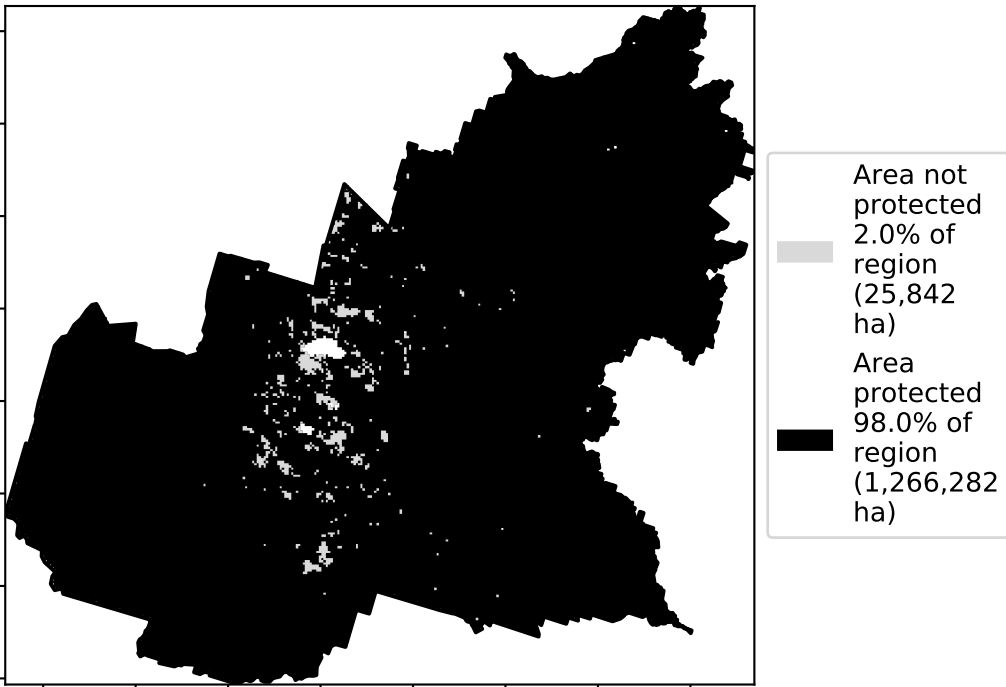 Area not
protected
2.0% of
region
(25,842
ha)
Area
protected
98.0% of
region
(1,266,282
ha)